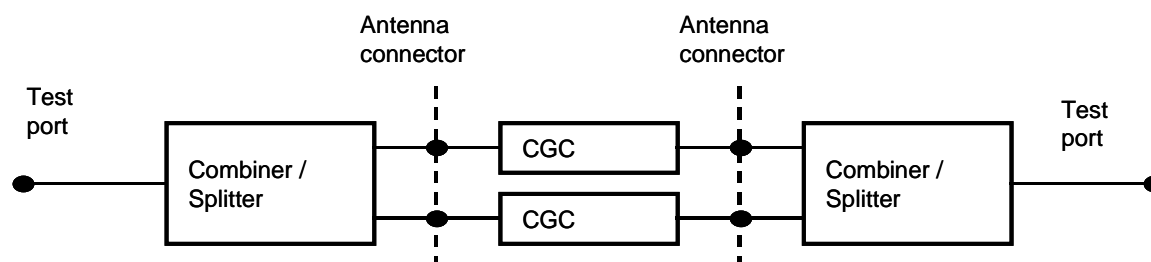 Antenna
connector
Antenna
connector
Test
port
Test
port
CGC
Combiner /
Splitter
Combiner /
Splitter
CGC